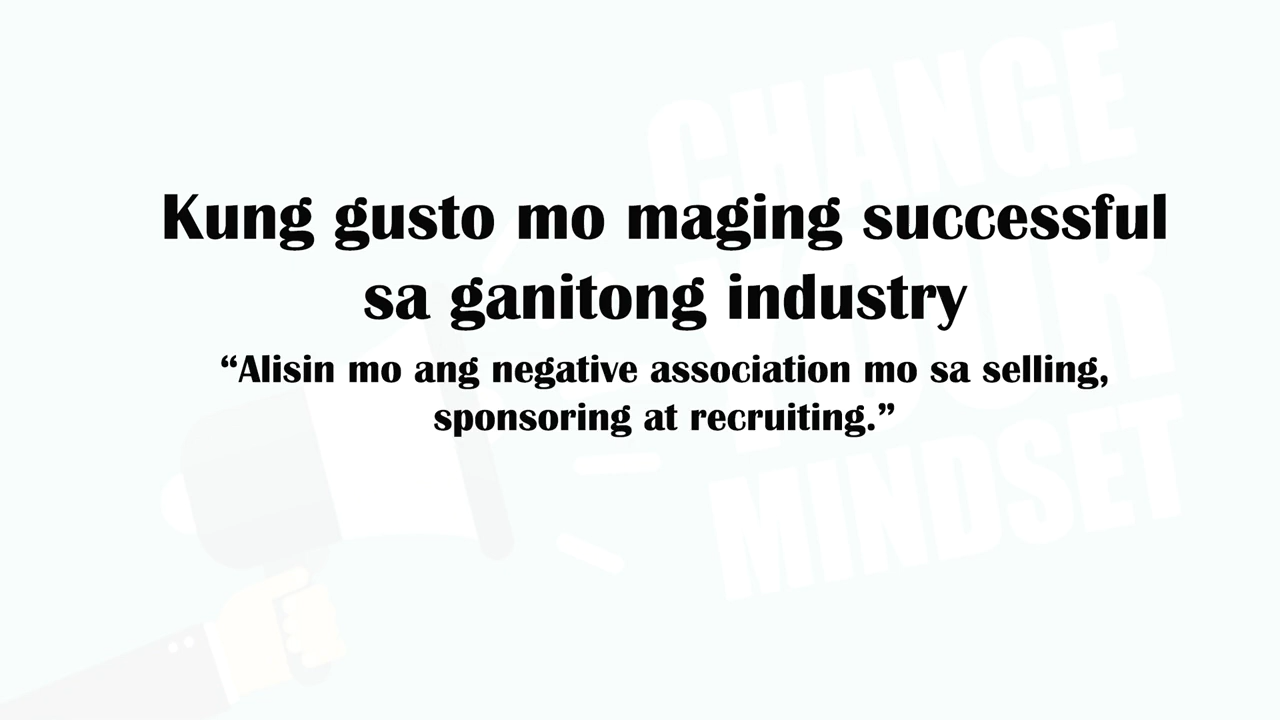 CHANGE
YOUR
MINDSET
Kung gusto mo maging successful
sa ganitong industry
“Alisin mo ang negative association mo sa selling,
sponsoring at recruiting.”